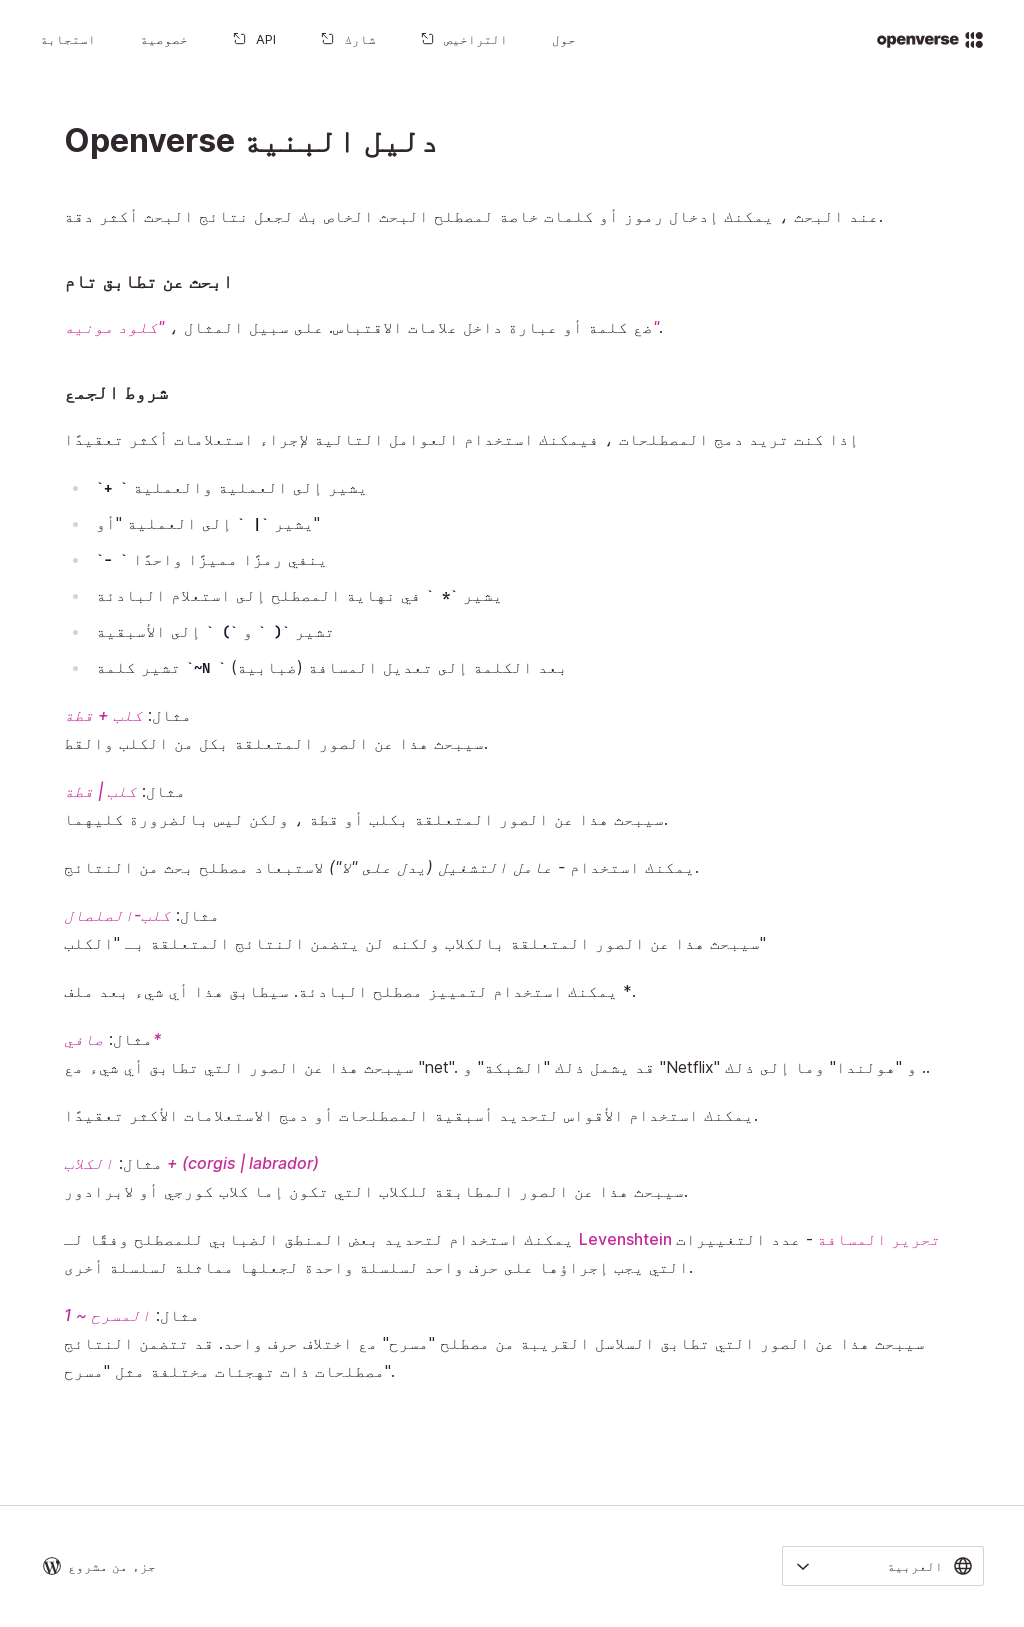 openverse
حول
التراخيص
شارك
API
خصوصية
استجابة
دليل البنية Openverse
عند البحث ، يمكنك إدخال رموز أو كلمات خاصة لمصطلح البحث الخاص بك لجعل نتائج البحث أكثر دقة.
ابحث عن تطابق تام
ضع كلمة أو عبارة داخل علامات الاقتباس. على سبيل المثال ، "كلود مونيه".
شروط الجمع
إذا كنت تريد دمج المصطلحات ، فيمكنك استخدام العوامل التالية لإجراء استعلامات أكثر تعقيدًا
`+ ` يشير إلى العملية والعملية
يشير `| ` إلى العملية "أو"
`- ` ينفي رمزًا مميزًا واحدًا
يشير `* ` في نهاية المصطلح إلى استعلام البادئة
تشير `( ` و `) ` إلى الأسبقية
تشير كلمة `~N ` بعد الكلمة إلى تعديل المسافة (ضبابية)
مثال: كلب + قطة
سيبحث هذا عن الصور المتعلقة بكل من الكلب والقط.
مثال: كلب | قطة
سيبحث هذا عن الصور المتعلقة بكلب أو قطة ، ولكن ليس بالضرورة كليهما.
يمكنك استخدام - عامل التشغيل (يدل على "لا") لاستبعاد مصطلح بحث من النتائج.
مثال: كلب-الصلصال
سيبحث هذا عن الصور المتعلقة بالكلاب ولكنه لن يتضمن النتائج المتعلقة بـ "الكلب"
يمكنك استخدام لتمييز مصطلح البادئة. سيطابق هذا أي شيء بعد ملف *.
مثال: صافي*
سيبحث هذا عن الصور التي تطابق أي شيء مع "net". قد يشمل ذلك "الشبكة" و "Netflix" و "هولندا" وما إلى ذلك ..
يمكنك استخدام الأقواس لتحديد أسبقية المصطلحات أو دمج الاستعلامات الأكثر تعقيدًا.
مثال: الكلاب + (corgis | labrador)
سيبحث هذا عن الصور المطابقة للكلاب التي تكون إما كلاب كورجي أو لابرادور.
يمكنك استخدام لتحديد بعض المنطق الضبابي للمصطلح وفقًا لـ Levenshtein تحرير المسافة - عدد التغييرات
التي يجب إجراؤها على حرف واحد لسلسلة واحدة لجعلها مماثلة لسلسلة أخرى.
مثال: المسرح ~ 1
سيبحث هذا عن الصور التي تطابق السلاسل القريبة من مصطلح "مسرح" مع اختلاف حرف واحد. قد تتضمن النتائج
مصطلحات ذات تهجئات مختلفة مثل "مسرح".
العربية
جزء من مشروع